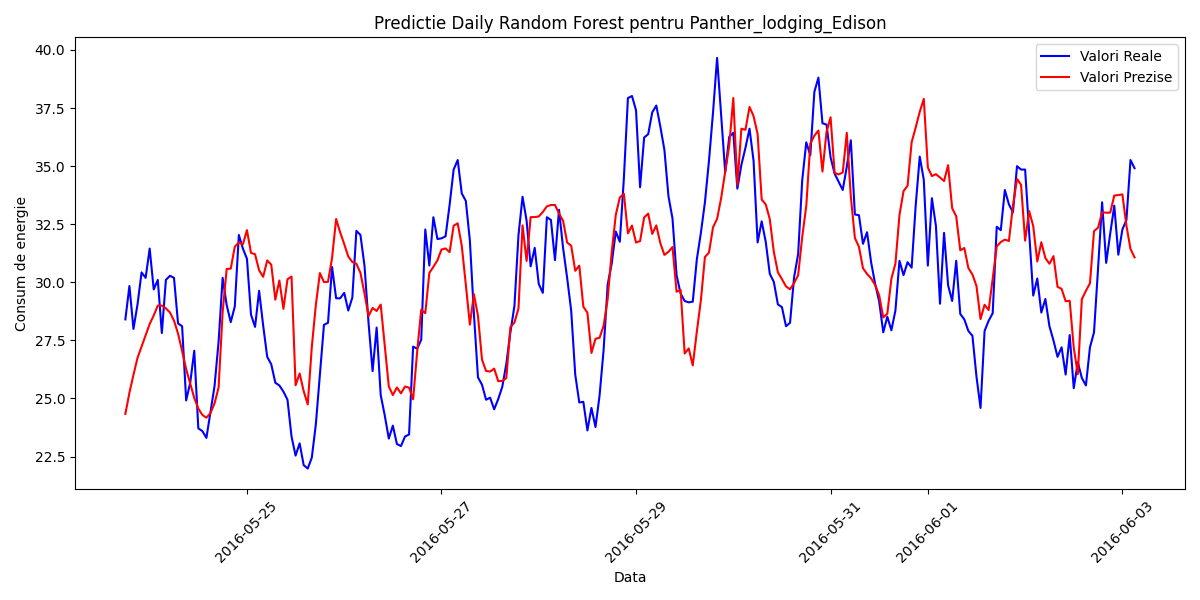 Predictie Daily Random Forest pentru Panther_lodging_Edison
Valori Reale
Valori Prezise
Consum de energie
40.0
37.5
35.0
32.5
30.0
27.5
25.0
22.5
2016-05-25
2016-05-27
2016-05-29
2016-05-31
2016-06-01
2016-06-03
Data